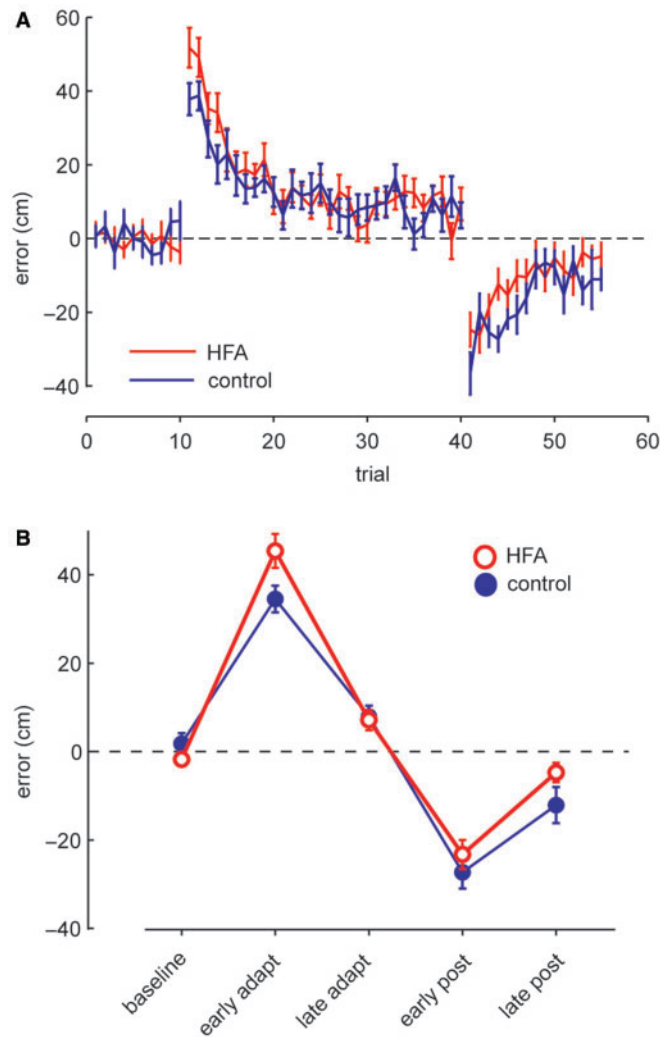 A
60
40
20
0
−20
−40
error (cm)
HFA
control
0
10
20
30
40
50
60
trial
B
40
20
0
−20
−40
error (cm)
HFA
control
baseline
early adapt
late adapt
early post
late post